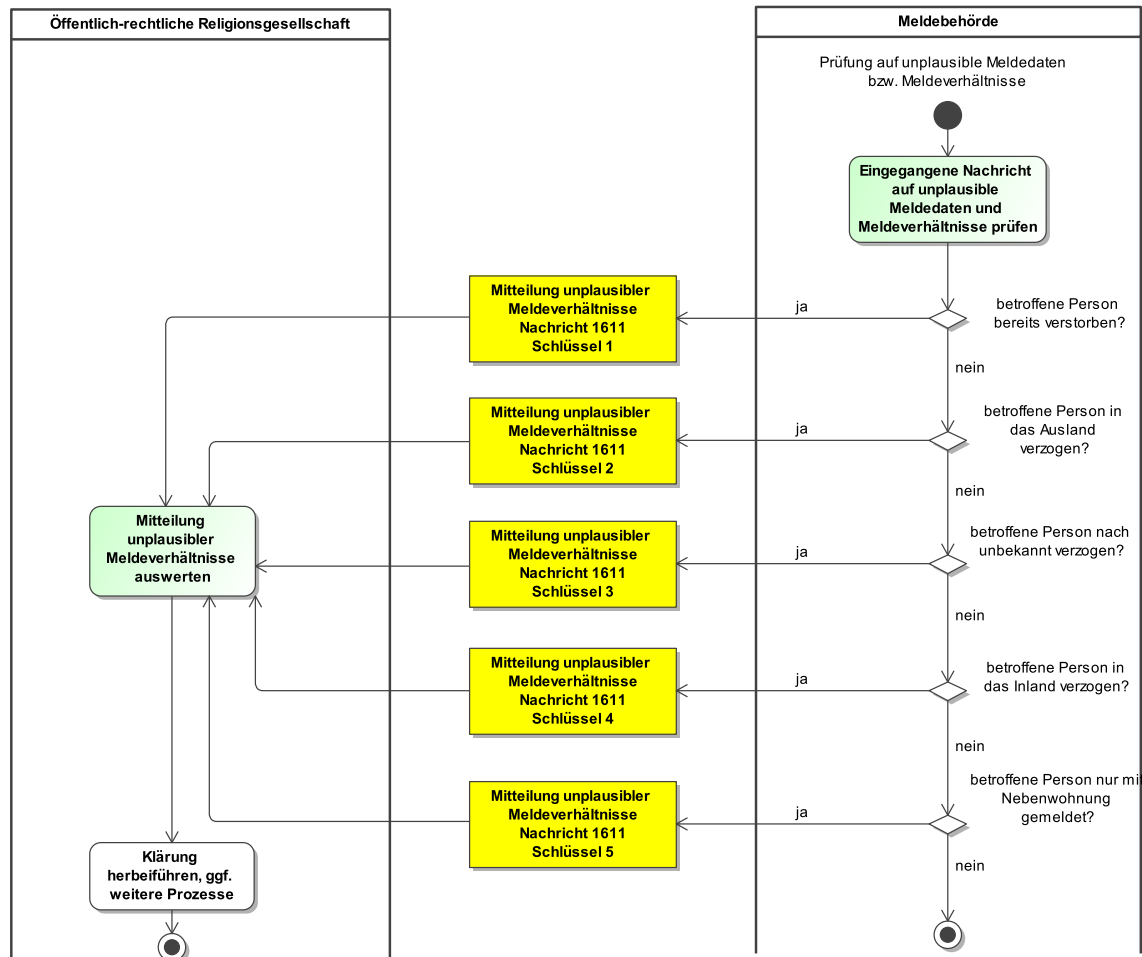 Öffentlich-rechtliche Religionsgesellschaft
Meldebehörde
Prüfung auf unplausible Meldedaten
bzw. Meldeverhältnisse
Eingegangene Nachricht
auf unplausible
Meldedaten und
Meldeverhältnisse prüfen
Mitteilung unplausibler
Meldeverhältnisse
Nachricht 1611
Schlüssel 1
ja
betroffene Person
bereits verstorben?
nein
Mitteilung unplausibler
Meldeverhältnisse
Nachricht 1611
Schlüssel 2
ja
betroffene Person in
das Ausland
verzogen?
nein
Mitteilung
unplausibler
Meldeverhältnisse
auswerten
Mitteilung unplausibler
Meldeverhältnisse
Nachricht 1611
Schlüssel 3
ja
betroffene Person nach
unbekannt verzogen?
nein
Mitteilung unplausibler
Meldeverhältnisse
Nachricht 1611
Schlüssel 4
ja
betroffene Person in
das Inland verzogen?
nein
Mitteilung unplausibler
Meldeverhältnisse
Nachricht 1611
Schlüssel 5
ja
betroffene Person nur mit
Nebenwohnung
gemeldet?
nein
Klärung
herbeiführen, ggf.
weitere Prozesse